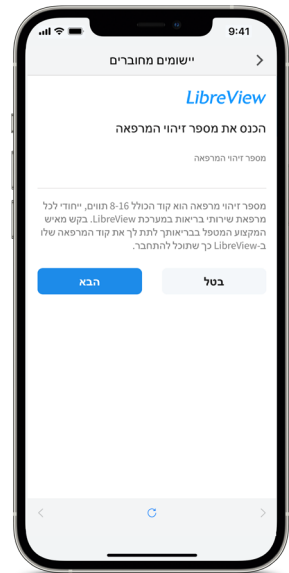 9:41
יישומים מחוברים
LibreView
הכנס את מספר זיהוי המרפאה
מספר זיהוי המרפאה
מספר זיהוי מרפאה הוא קוד הכולל 8-16 תווים, ייחודי לכל
מרפאת שירותי בריאות במערכת LibreView. בקש מאיש
המקצוע המטפל בבריאותך לתת לך את קוד המרפאה שלו
ב-LibreView כך שתוכל להתחבר.
בטל
הבא